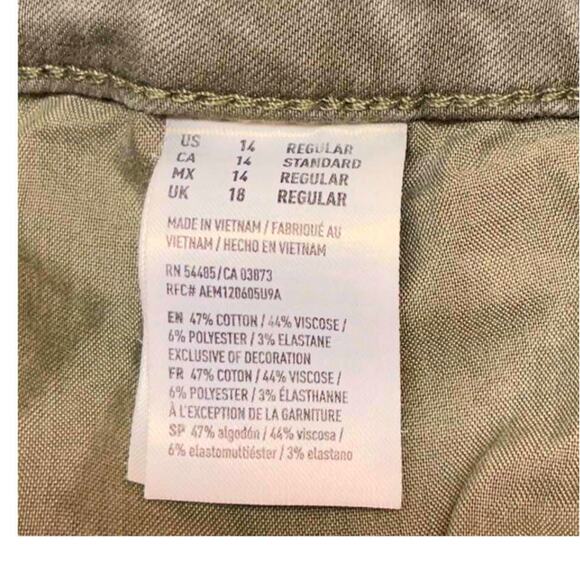 US 14 REGULAR
CA 14 STANDARD
MX 14 REGULAR
UK 18 REGULAR
MADE IN VIETNAM / FABRIQUÉ AU
VIETNAM / HECHO EN VIETNAM
RN 54485/CA 03873
RFC# AEM120605U9A
EN 47% COTTON / 44% VISCOSE /
6% POLYESTER / 3% ELASTANE
EXCLUSIVE OF DECORATION
FR 47% COTON / 44% VISCOSE /
6% POLYESTER / 3% ÉLASTHANNE
À L'EXCEPTION DE LA GARNITURE
SP 47% algodón / 44% viscosa /
6% elastomultiéster / 3% elastano